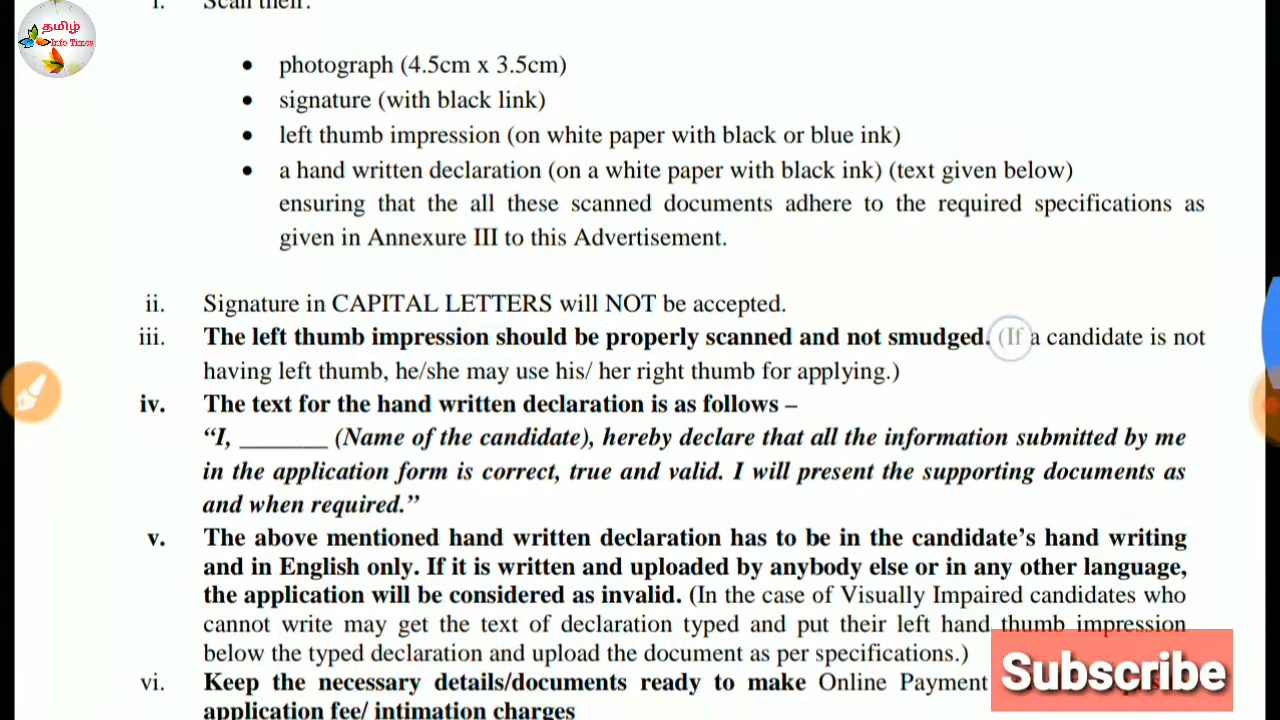 தமிழ்
Info Times
i. Scan their:
• photograph (4.5cm x 3.5cm)
• signature (with black link)
• left thumb impression (on white paper with black or blue ink)
• a hand written declaration (on a white paper with black ink) (text given below)
ensuring that the all these scanned documents adhere to the required specifications as
given in Annexure III to this Advertisement.
ii. Signature in CAPITAL LETTERS will NOT be accepted.
iii. The left thumb impression should be properly scanned and not smudged. (If a candidate is not
having left thumb, he/she may use his/ her right thumb for applying.)
iv. The text for the hand written declaration is as follows –
“I, _______ (Name of the candidate), hereby declare that all the information submitted by me
in the application form is correct, true and valid. I will present the supporting documents as
and when required.”
v. The above mentioned hand written declaration has to be in the candidate’s hand writing
and in English only. If it is written and uploaded by anybody else or in any other language,
the application will be considered as invalid. (In the case of Visually Impaired candidates who
cannot write may get the text of declaration typed and put their left hand thumb impression
below the typed declaration and upload the document as per specifications.)
vi. Keep the necessary details/documents ready to make Online Payment
application fee/ intimation charges
Subscribe